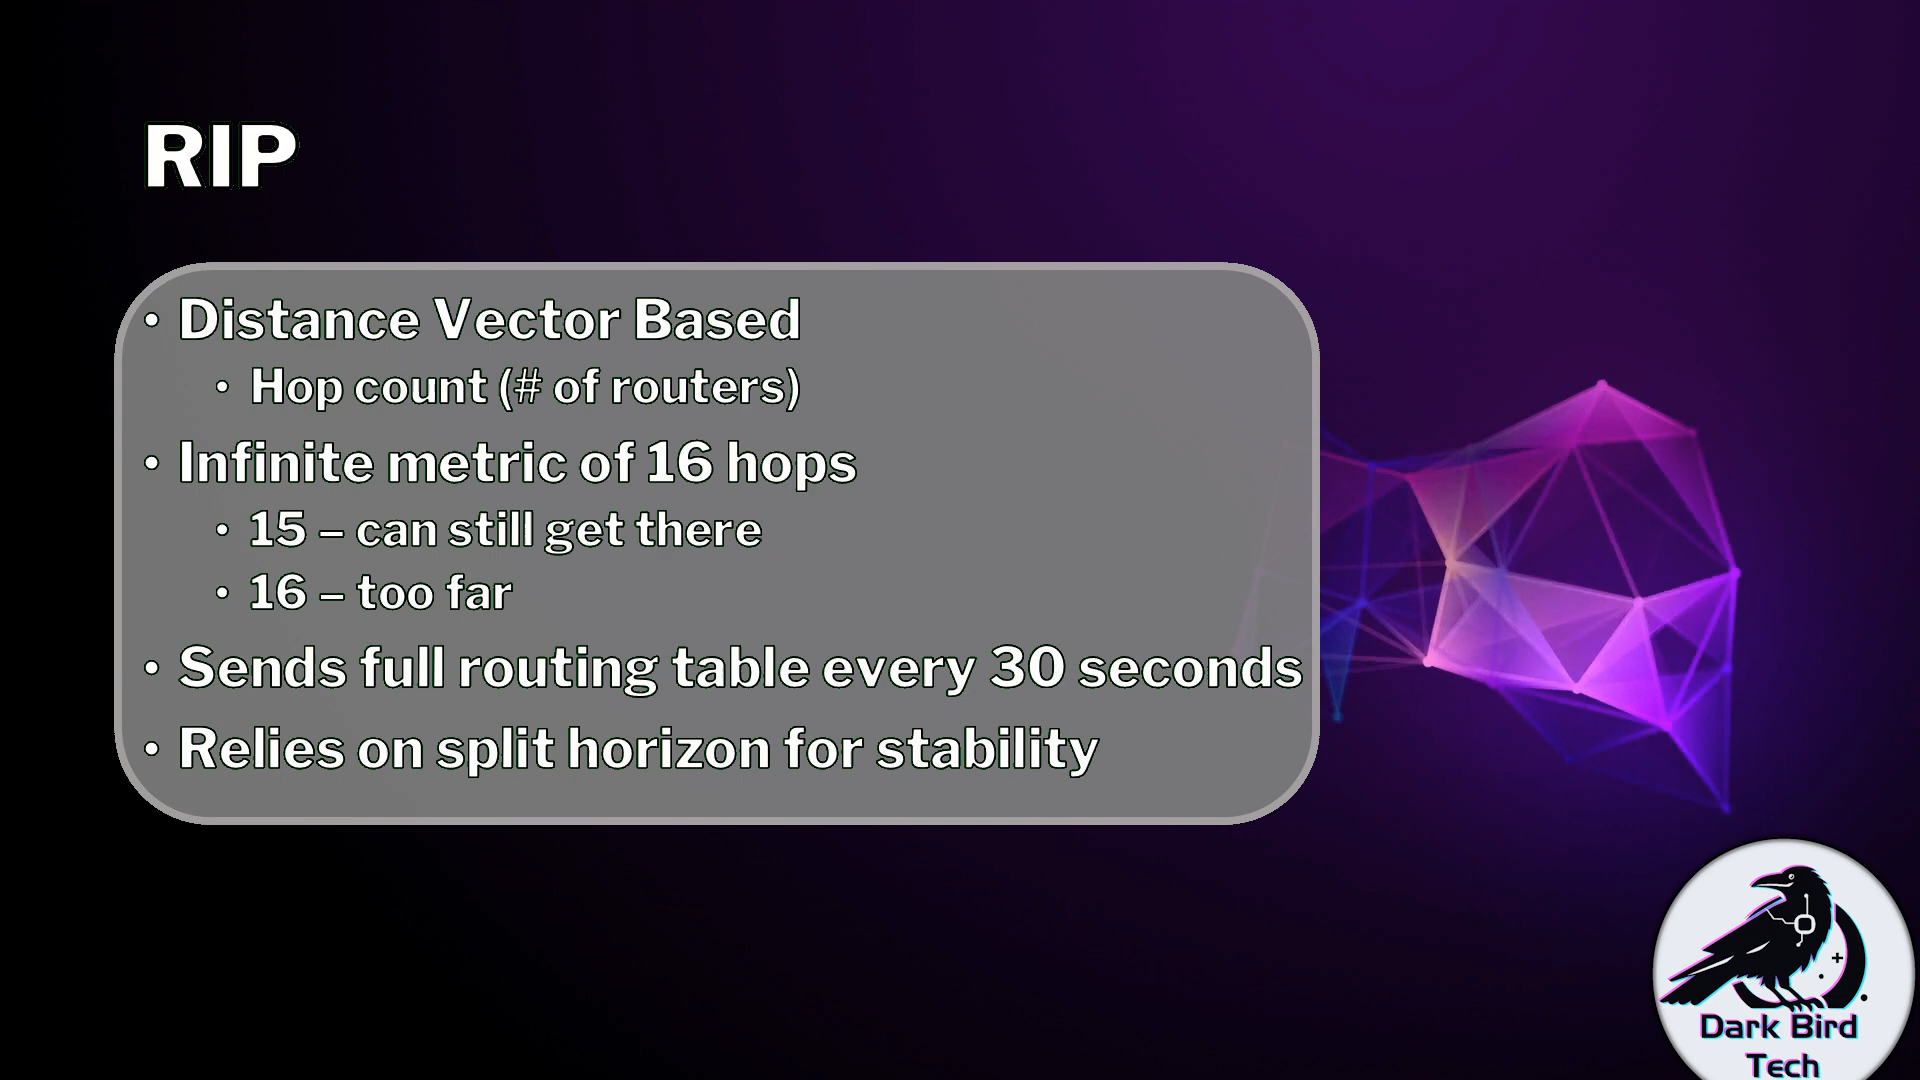 RIP
• Distance Vector Based
• Hop count (# of routers)
• Infinite metric of 16 hops
• 15 – can still get there
• 16 – too far
• Sends full routing table every 30 seconds
• Relies on split horizon for stability
Dark Bird
Tech